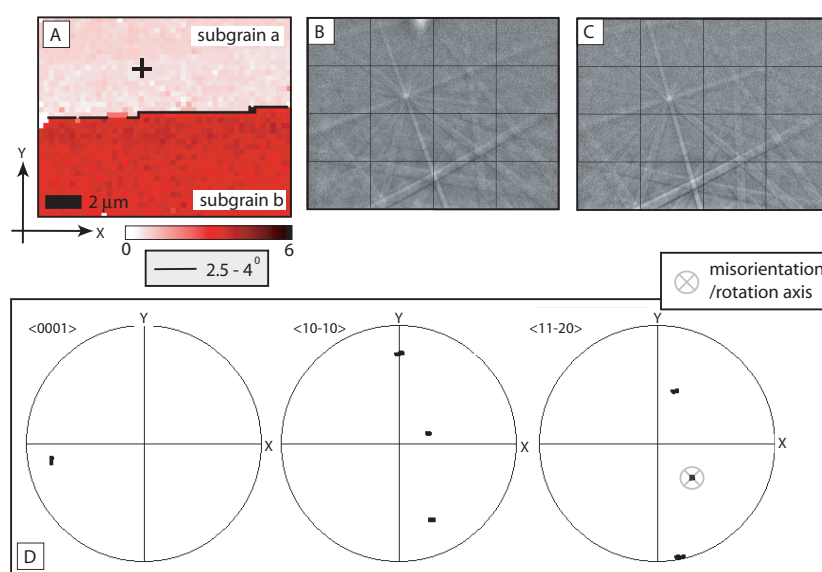 A
subgrain a
B
C
Y
2 μm
subgrain b
X
0
6
2.5 - 4⁰
misorientation
/rotation axis
<0001>
Y
X
<10-10>
Y
X
<11-20>
Y
X
D